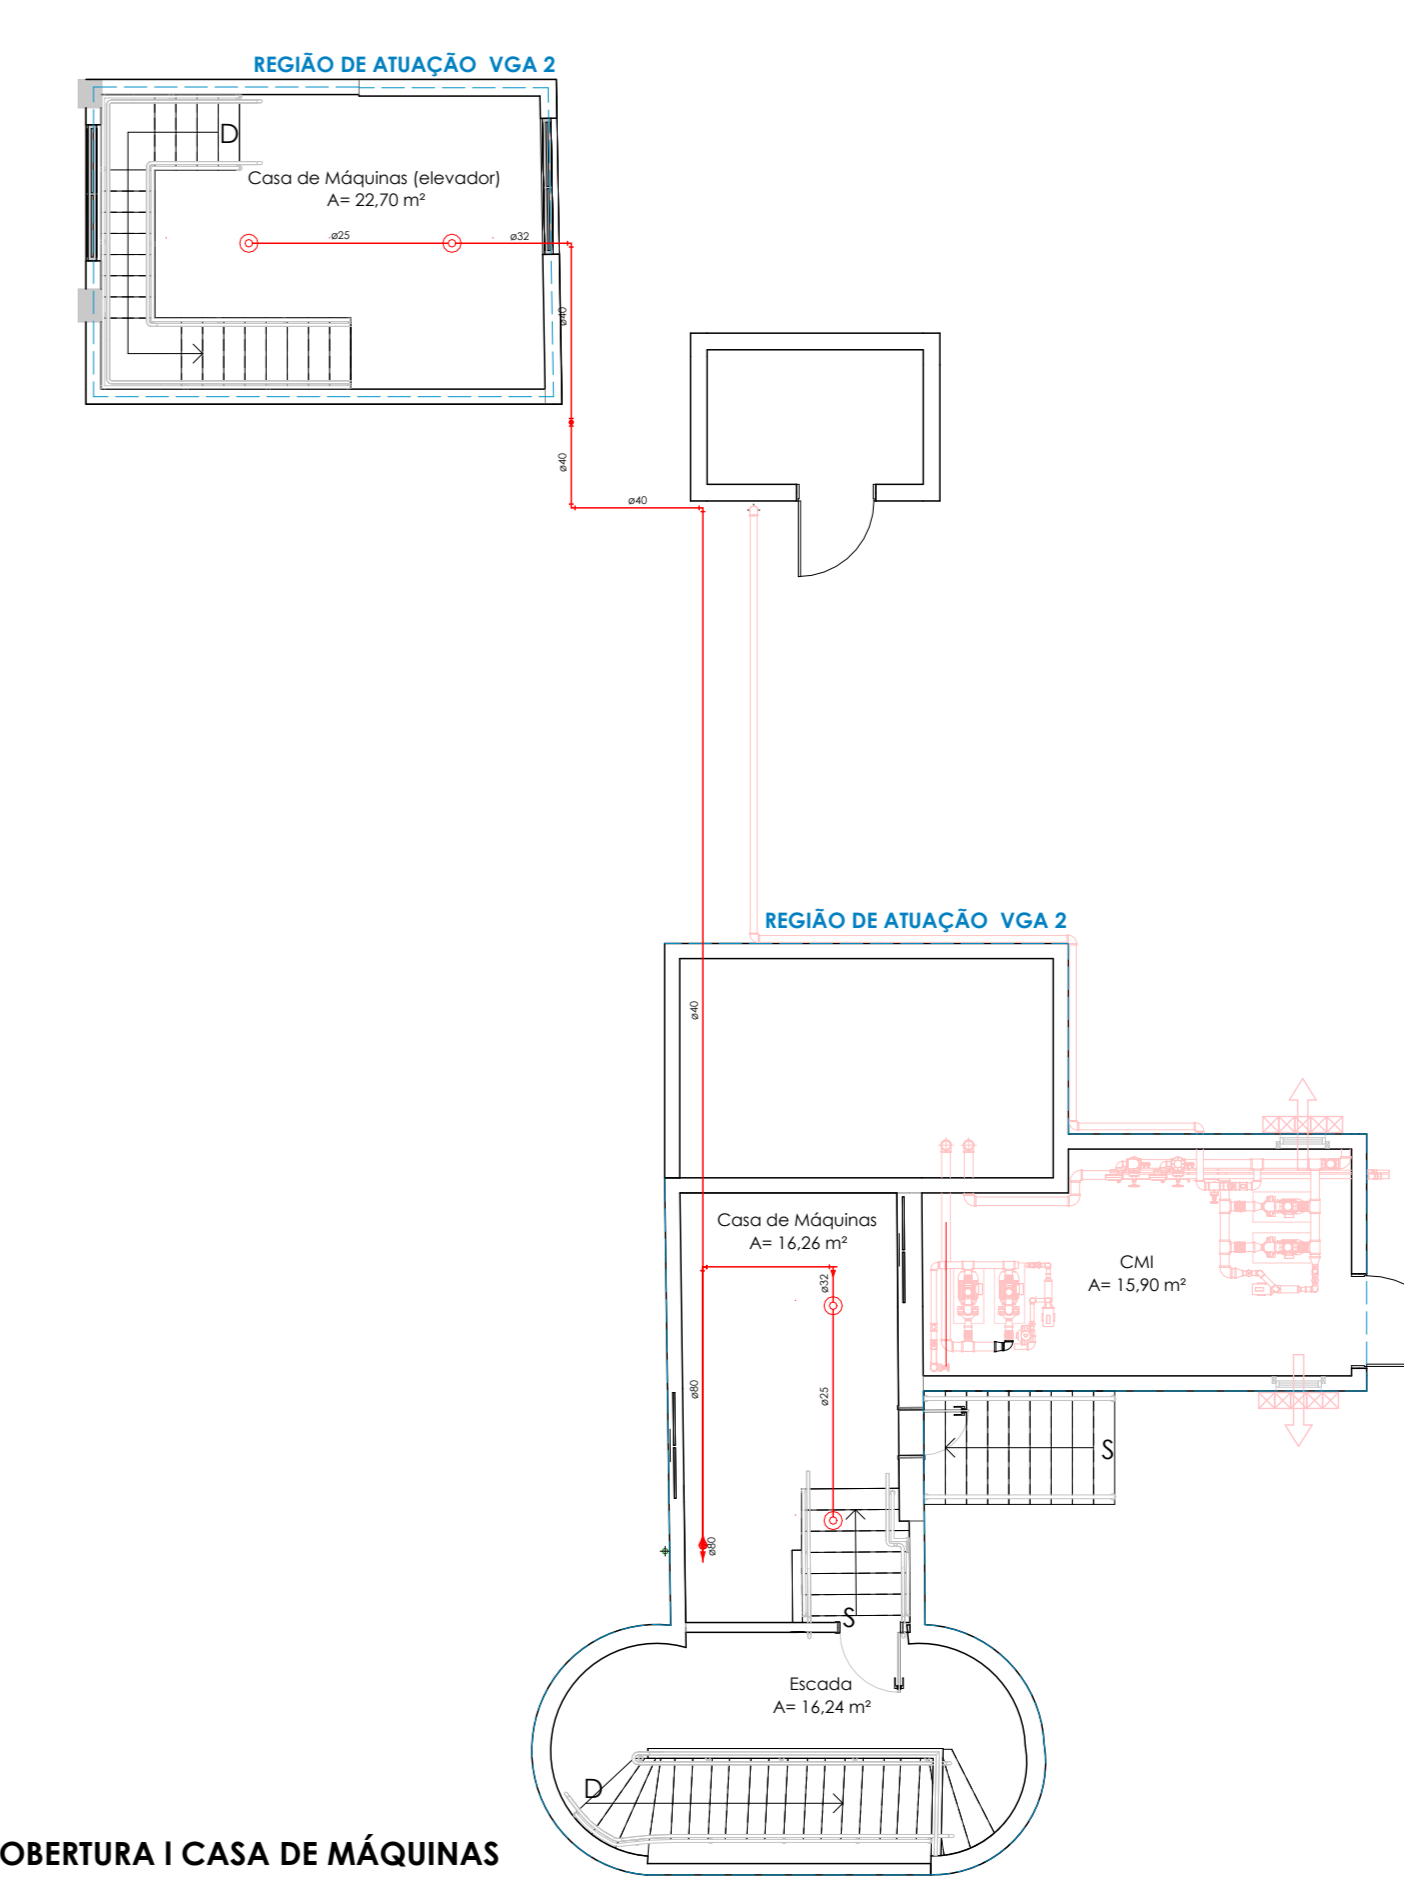 REGIÃO DE ATUAÇÃO VGA 2
D
Casa de Máquinas (elevador)
A= 22,70 m²
ø25
ø32
ø40
ø40
ø40
REGIÃO DE ATUAÇÃO VGA 2
ø40
Casa de Máquinas
A= 16,26 m²
CMI
A= 15,90 m²
ø32
ø80
ø25
S
ø80
S
Escada
A= 16,24 m²
D
OBERTURA I CASA DE MÁQUINAS